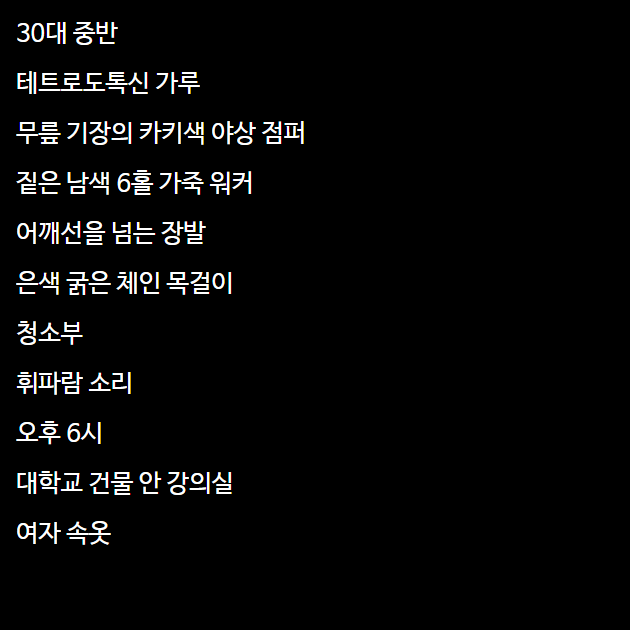 30대 중반
테트로도톡신 가루
무릎 기장의 카키색 야상 점퍼
짙은 남색 6홀 가죽 워커
어깨선을 넘는 장발
은색 굵은 체인 목걸이
청소부
휘파람 소리
오후 6시
대학교 건물 안 강의실
여자 속옷